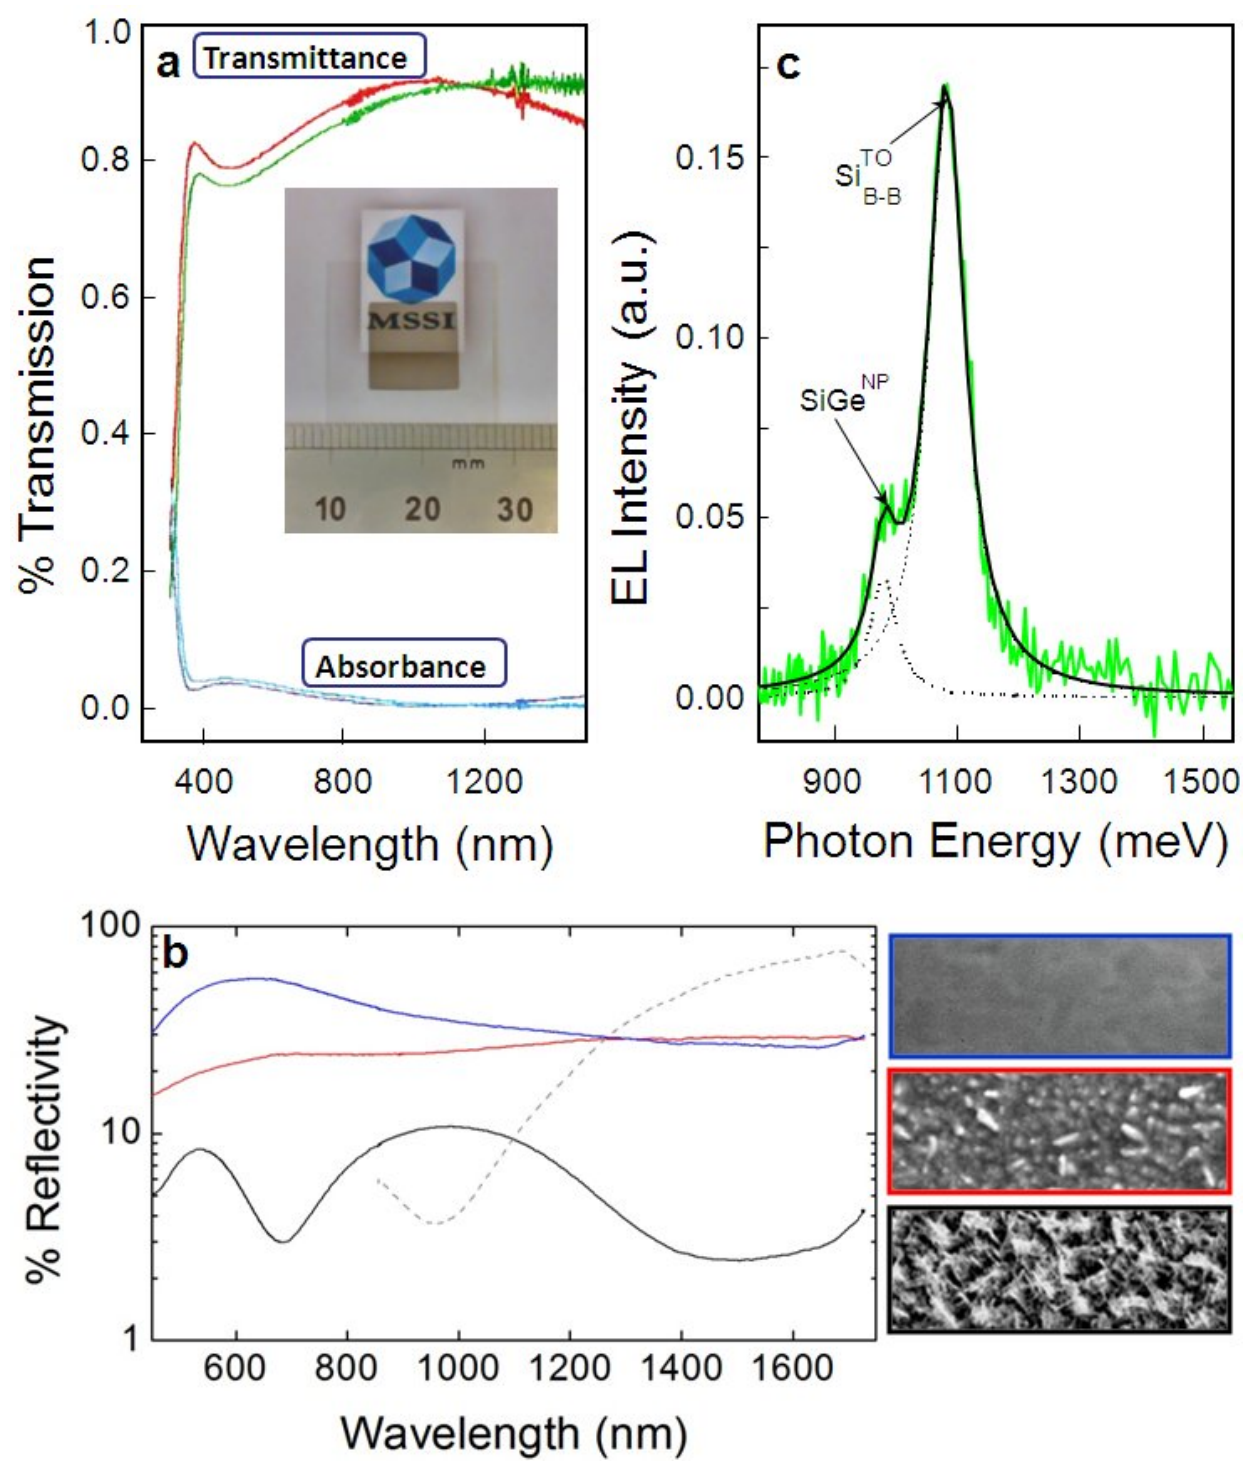 a
Transmittance
1.0
0.8
0.6
0.4
0.2
0.0
% Transmission
MSSI
mm
10 20 30
Absorbance
400 800 1200
Wavelength (nm)
c
Si TO B-B
SiGe NP
0.15
0.10
0.05
0.00
EL Intensity (a.u.)
900 1100 1300 1500
Photon Energy (meV)
b
100
10
1
% Reflectivity
600 800 1000 1200 1400 1600
Wavelength (nm)